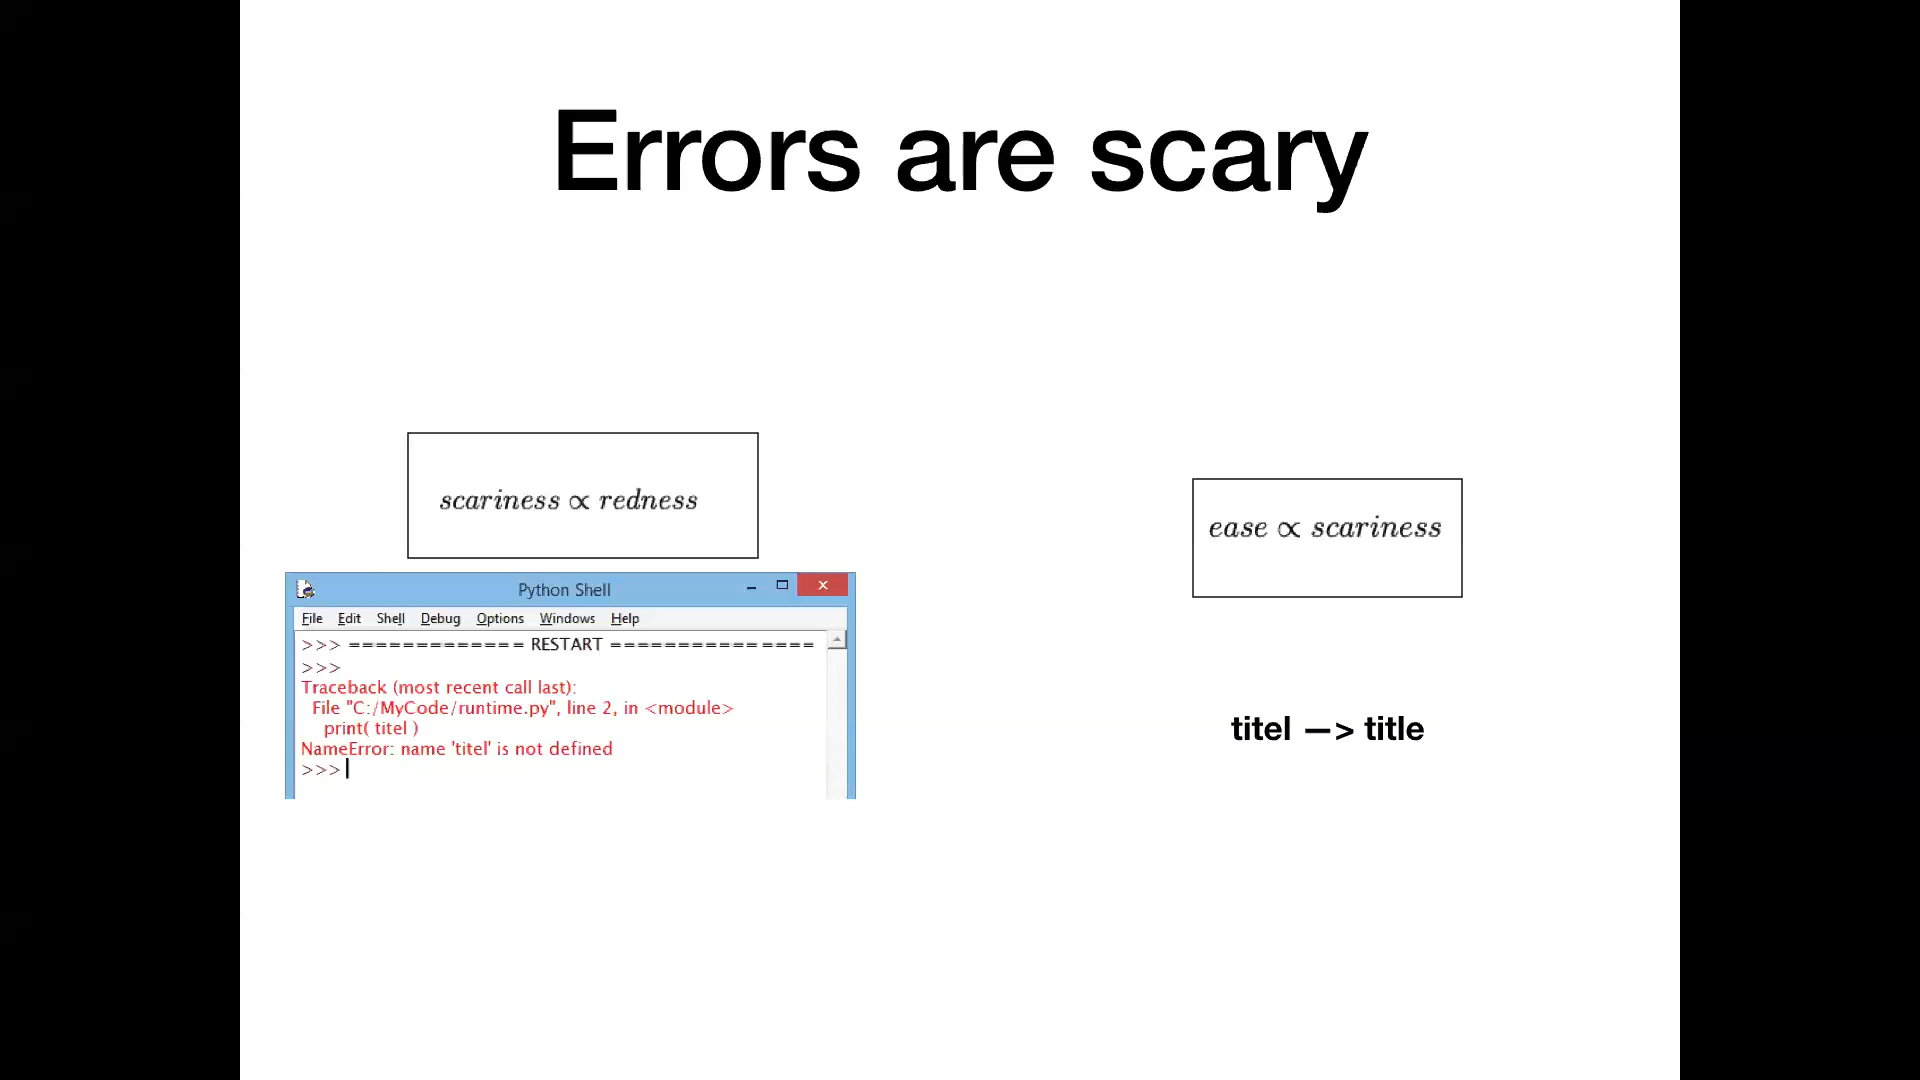 Errors are scary
scariness ∝ redness
Python Shell
File Edit Shell Debug Options Windows Help
>>> ============= RESTART ===============
>>>
Traceback (most recent call last):
File "C:/MyCode/runtime.py", line 2, in <module>
print( titel )
NameError: name 'titel' is not defined
>>>
ease ∝ scariness
titel —> title